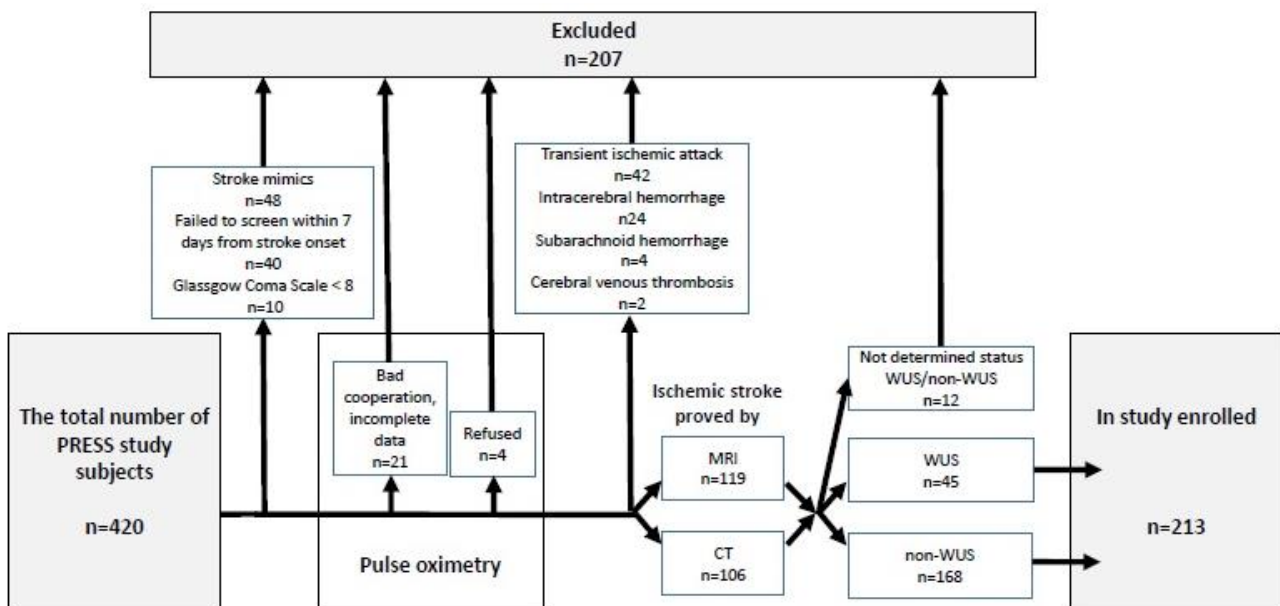 Excluded
n=207
Stroke mimics
n=48
Failed to screen within 7
days from stroke onset
n=40
Glassgow Coma Scale < 8
n=10
Transient ischemic attack
n=42
Intracerebral hemorrhage
n24
Subarachnoid hemorrhage
n=4
Cerebral venous thrombosis
n=2
The total number of
PRESS study
subjects
n=420
Bad
cooperation,
incomplete
data
n=21
Refused
n=4
Pulse oximetry
Ischemic stroke
proved by
MRI
n=119
CT
n=106
Not determined status
WUS/non-WUS
n=12
WUS
n=45
non-WUS
n=168
In study enrolled
n=213